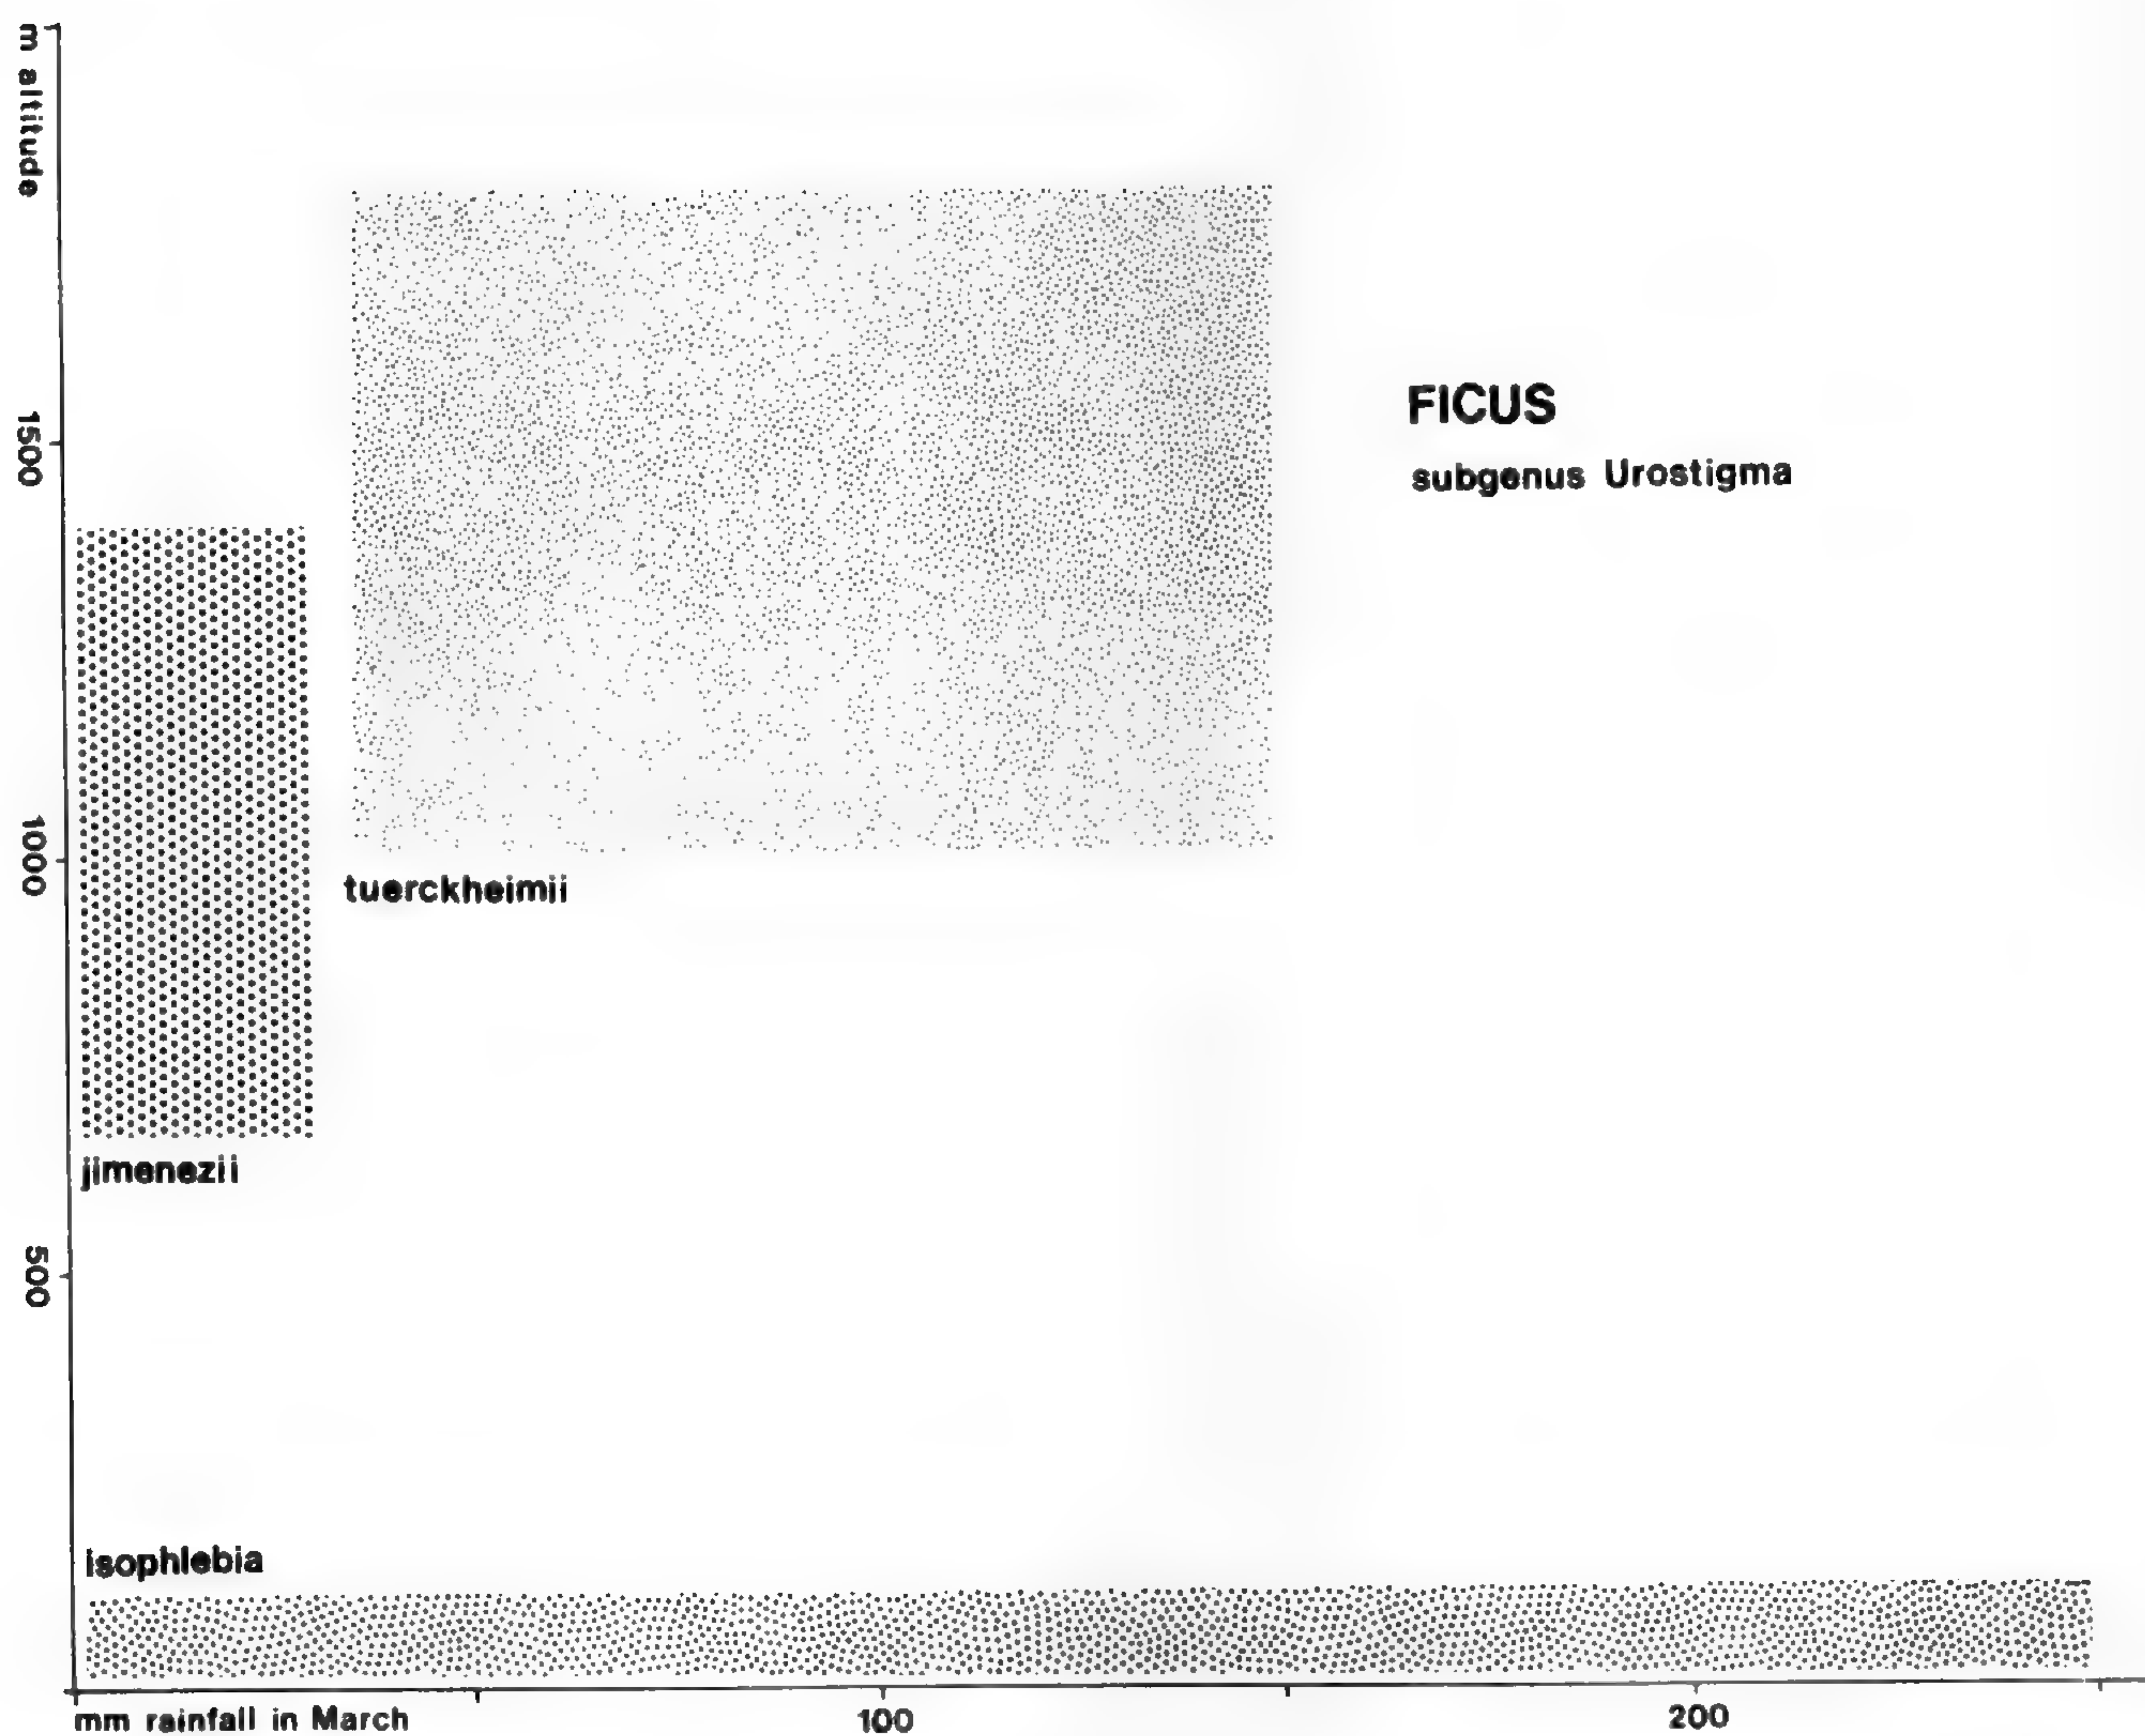 m altitude
1500
1000
500
FICUS
subgenus Urostigma
tuerckheimii
jimenezii
isophlebia
mm rainfall in March
100
200